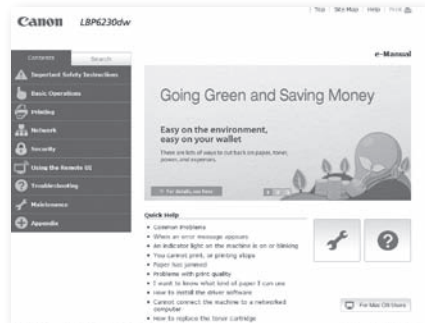 Top | Site Map | Help | Print
Canon LBP6230dw
e-Manual
Contents Search
Important Safety Instructions
Basic Operations
Printing
Network
Security
Using the Remote UI
Troubleshooting
Maintenance
Appendix
Going Green and Saving Money
Easy on the environment,
easy on your wallet
There are lots of ways to cut back on paper, toner,
power, and expenses.
For details, see here
1 2 3
Quick Help
• Common Problems
• When an error message appears
• An indicator light on the machine is on or blinking
• You cannot print, or printing stops
• Paper has jammed
• Problems with print quality
• I want to know what kind of paper I can use
• How to install the driver software
• Cannot connect the machine to a networked
computer
• How to replace the toner cartridge
For Mac OS Users